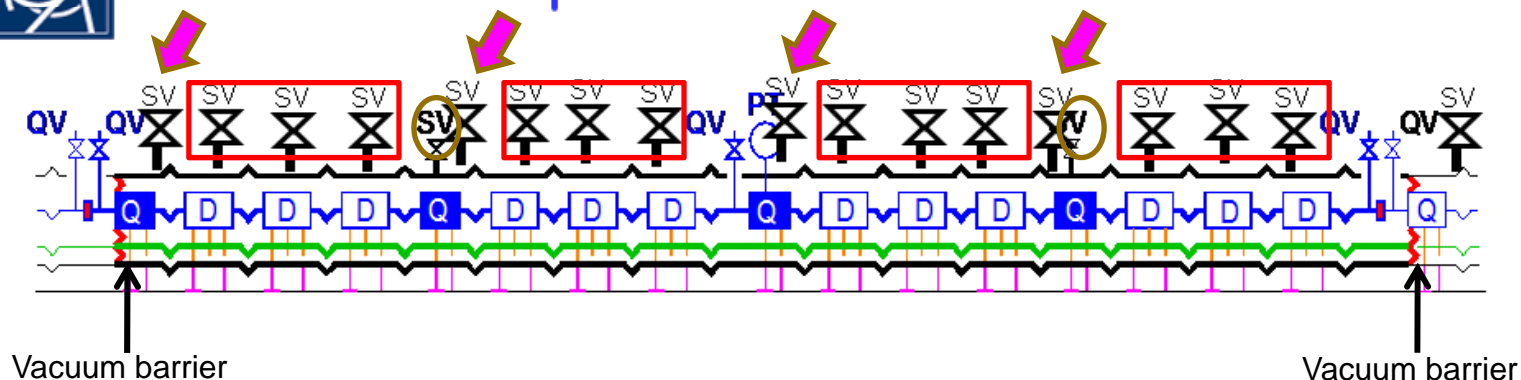 SV SV SV SV SV SV SV SV SV SV SV SV SV SV SV SV SV
QV QV SV QV PT V QV QV
Q D D D Q D D D Q D D D Q D D D Q
Vacuum barrier Vacuum barrier